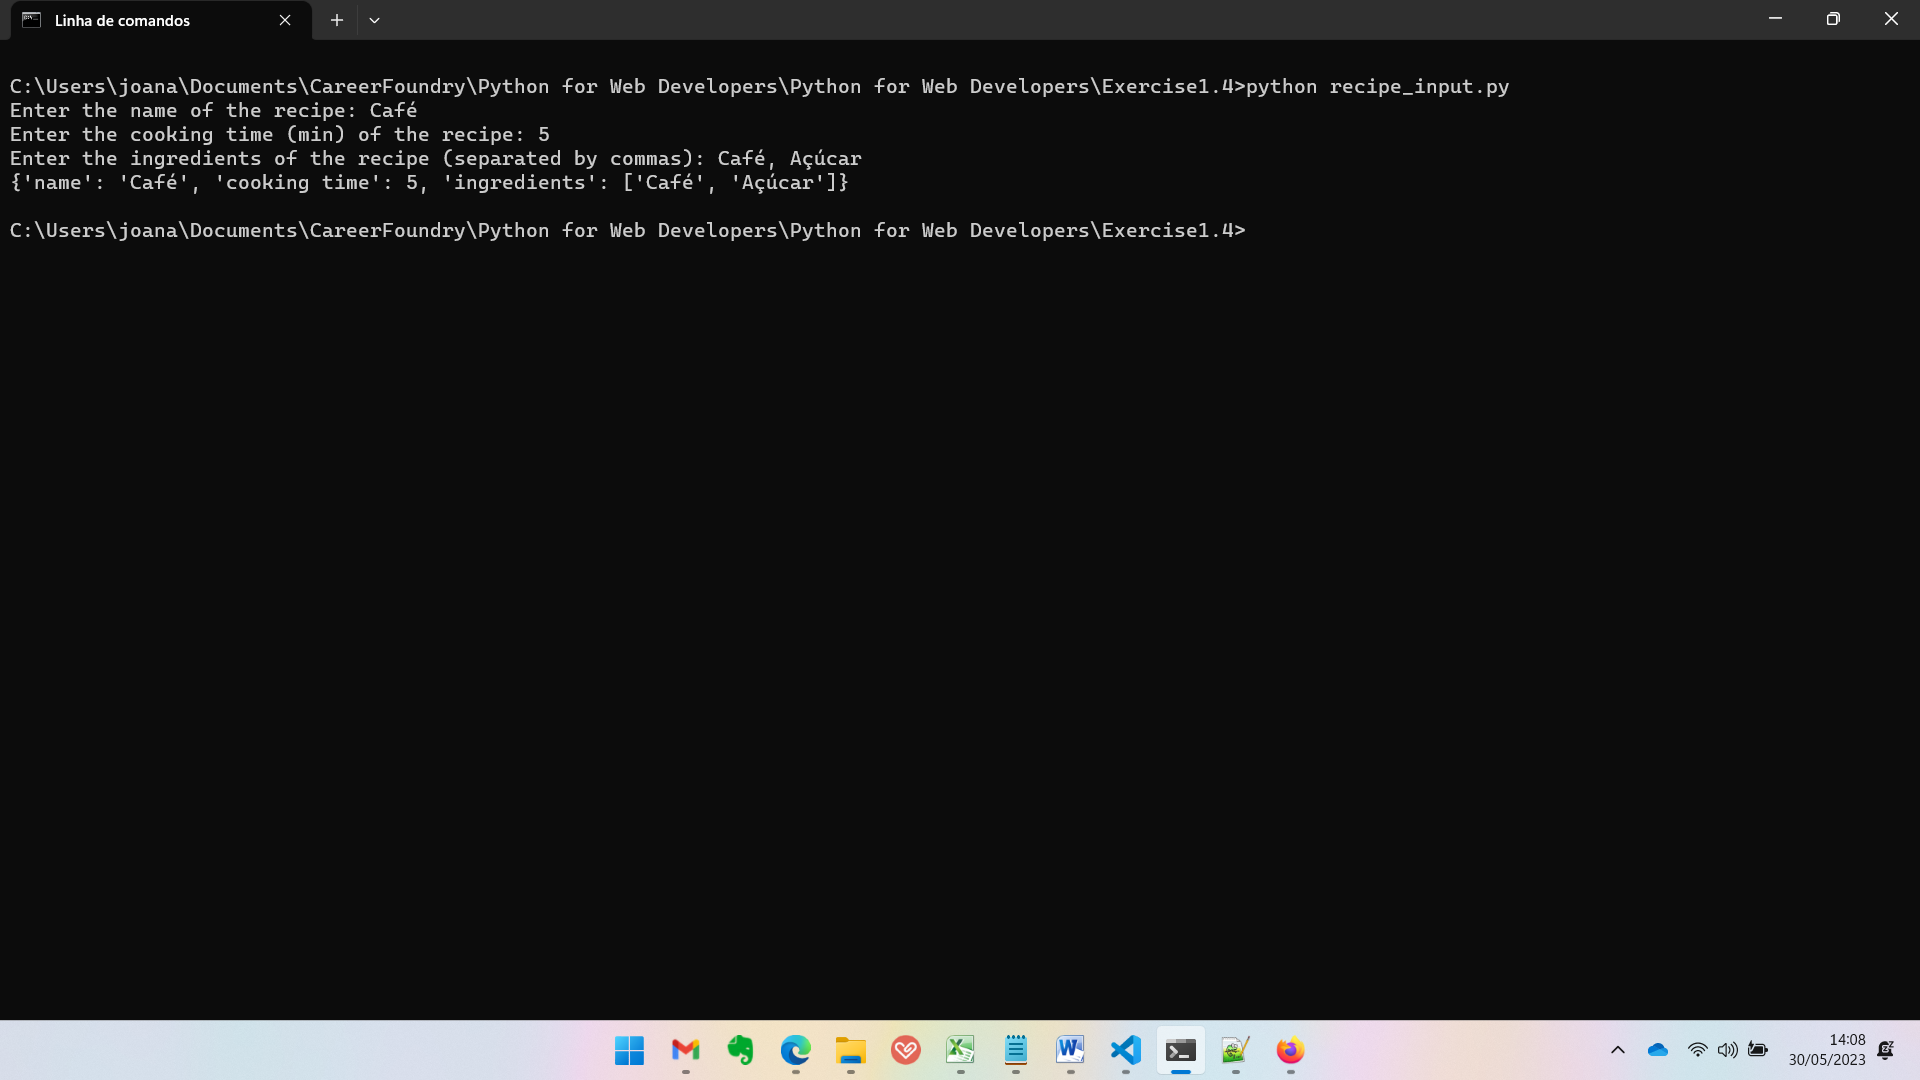 Linha de comandos
C:\Users\joana\Documents\CareerFoundry\Python for Web Developers\Python for Web Developers\Exercise1.4>python recipe_input.py
Enter the name of the recipe: Café
Enter the cooking time (min) of the recipe: 5
Enter the ingredients of the recipe (separated by commas): Café, Açúcar
{'name': 'Café', 'cooking time': 5, 'ingredients': ['Café', 'Açúcar']}
C:\Users\joana\Documents\CareerFoundry\Python for Web Developers\Python for Web Developers\Exercise1.4>
14:08
30/05/2023